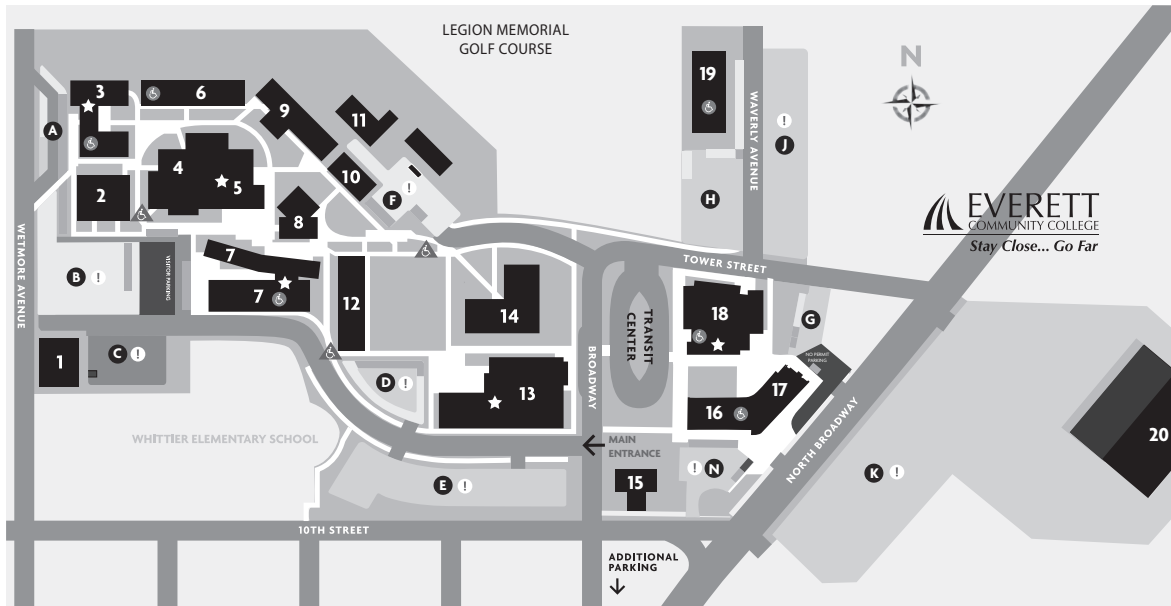 LEGION MEMORIAL
GOLF COURSE
N
EVERETT
COMMUNITY COLLEGE
Stay Close... Go Far
WETMORE AVENUE
WAVERLY AVENUE
TOWER STREET
BROADWAY
TRANSIT
CENTER
NORTH BROADWAY
10TH STREET
WHITTIER ELEMENTARY SCHOOL
VISITOR PARKING
NO PERMIT
PARKING
MAIN
ENTRANCE
ADDITIONAL
PARKING
3
6
9
11
19
A
4
5
10
2
F !
8
H
! J
7
B !
7
12
14
18
G
1
C !
D !
13
16
17
15
! N
E !
K !
20